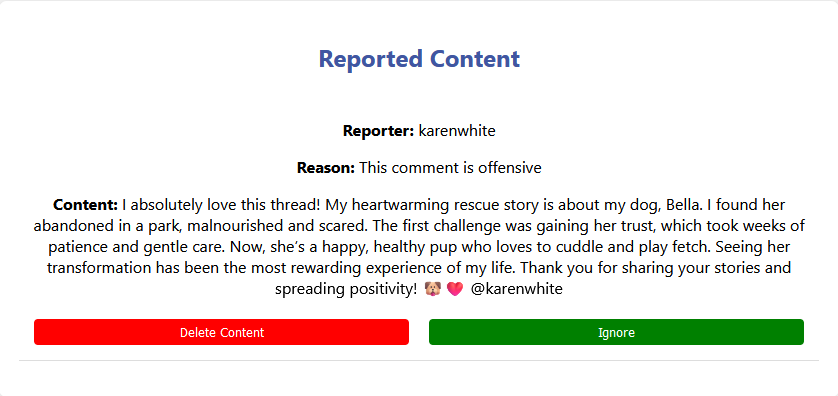 Reported Content
Reporter: karenwhite
Reason: This comment is offensive
Content: I absolutely love this thread! My heartwarming rescue story is about my dog, Bella. I found her
abandoned in a park, malnourished and scared. The first challenge was gaining her trust, which took weeks of
patience and gentle care. Now, she’s a happy, healthy pup who loves to cuddle and play fetch. Seeing her
transformation has been the most rewarding experience of my life. Thank you for sharing your stories and
spreading positivity! 🐶 ❤️ @karenwhite
Delete Content
Ignore